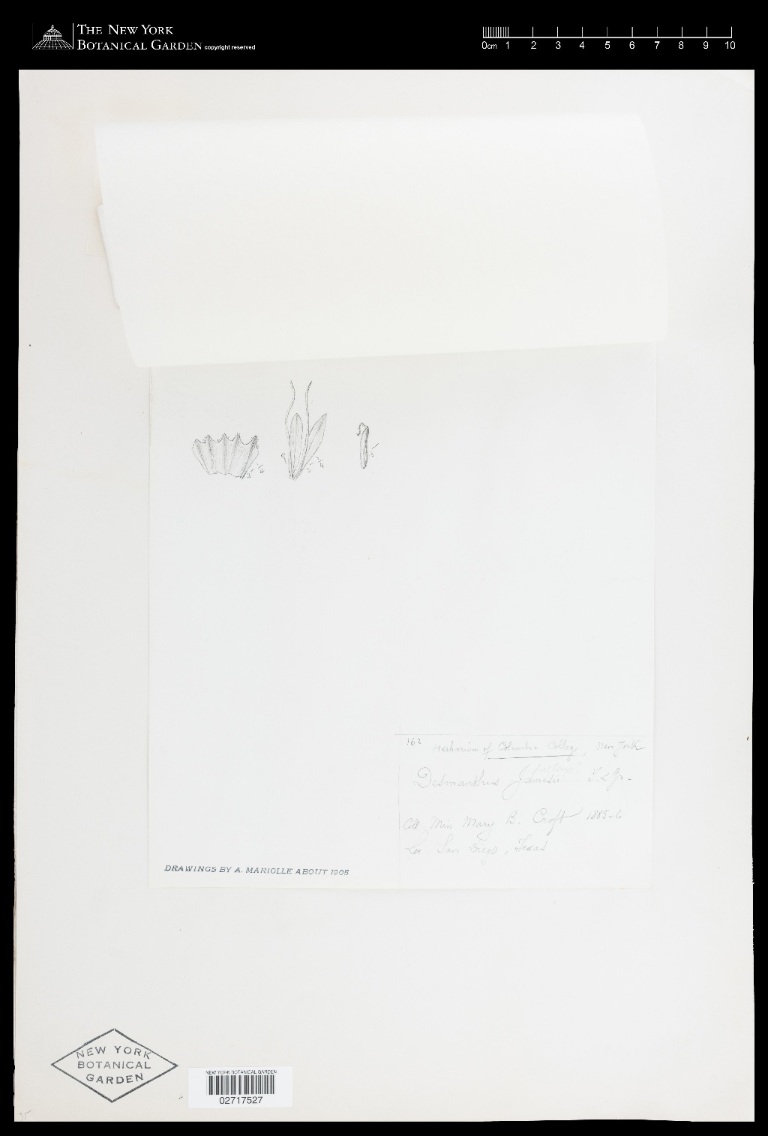 THE NEW YORK
BOTANICAL GARDEN copyright reserved
0cm 1 2 3 4 5 6 7 8 9 10
162 Herbarium of Columbia College, New York
Desmanthus Jamesii T. & Gr.
Coll. Miss Mary B. Croft 1885
Loc. San Diego, Texas
DRAWINGS BY A. MARIOLLE ABOUT 1905
NEW YORK
BOTANICAL
GARDEN
NEW YORK BOTANICAL GARDEN
02717527